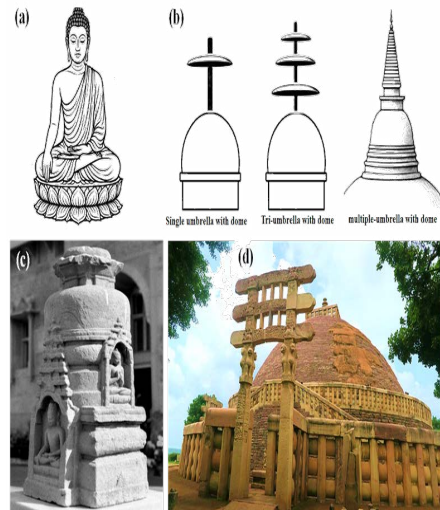 (a)
(b)
Single umbrella with dome
Tri-umbrella with dome
multiple-umbrella with dome
(c)
(d)